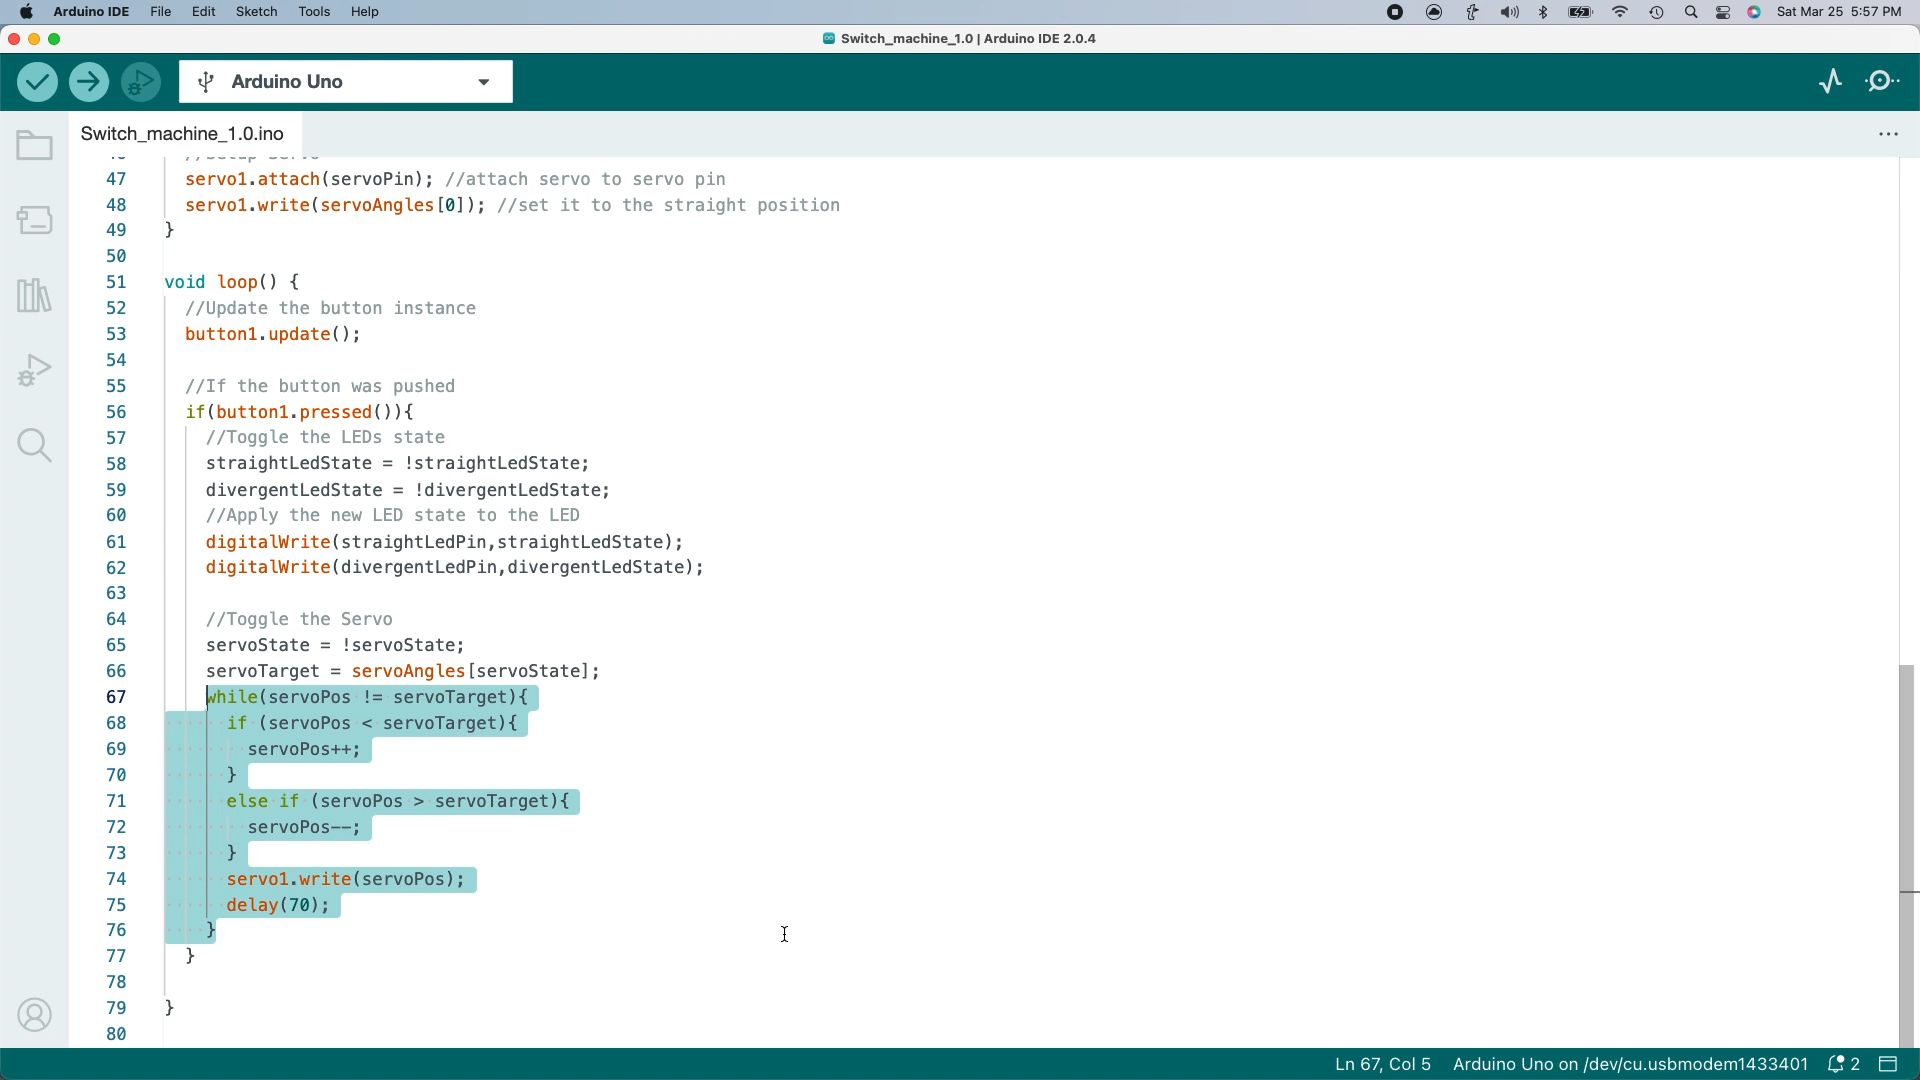 Arduino IDE File Edit Sketch Tools Help Sat Mar 25 5:57 PM
Switch_machine_1.0 | Arduino IDE 2.0.4
Arduino Uno
Switch_machine_1.0.ino
47 servo1.attach(servoPin); //attach servo to servo pin
48 servo1.write(servoAngles[0]); //set it to the straight position
49 }
50
51 void loop() {
52 //Update the button instance
53 button1.update();
54
55 //If the button was pushed
56 if(button1.pressed()){
57 //Toggle the LEDs state
58 straightLedState = !straightLedState;
59 divergentLedState = !divergentLedState;
60 //Apply the new LED state to the LED
61 digitalWrite(straightLedPin,straightLedState);
62 digitalWrite(divergentLedPin,divergentLedState);
63
64 //Toggle the Servo
65 servoState = !servoState;
66 servoTarget = servoAngles[servoState];
67 while(servoPos != servoTarget){
68 if (servoPos < servoTarget){
69 servoPos++;
70 }
71 else if (servoPos > servoTarget){
72 servoPos--;
73 }
74 servo1.write(servoPos);
75 delay(70);
76 }
77 }
78
79 }
80
Ln 67, Col 5 Arduino Uno on /dev/cu.usbmodem1433401 2